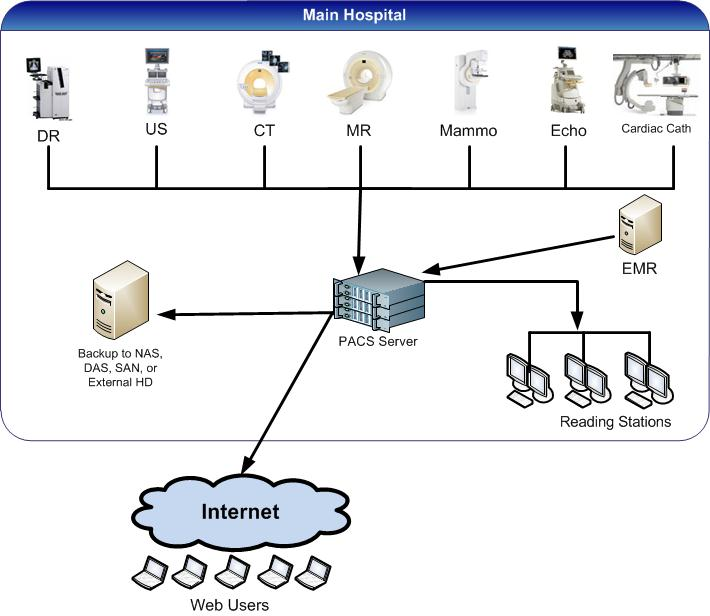 Main Hospital
DR
US
CT
MR
Mammo
Echo
Cardiac Cath
EMR
PACS Server
Backup to NAS,
DAS, SAN, or
External HD
Reading Stations
Internet
Web Users